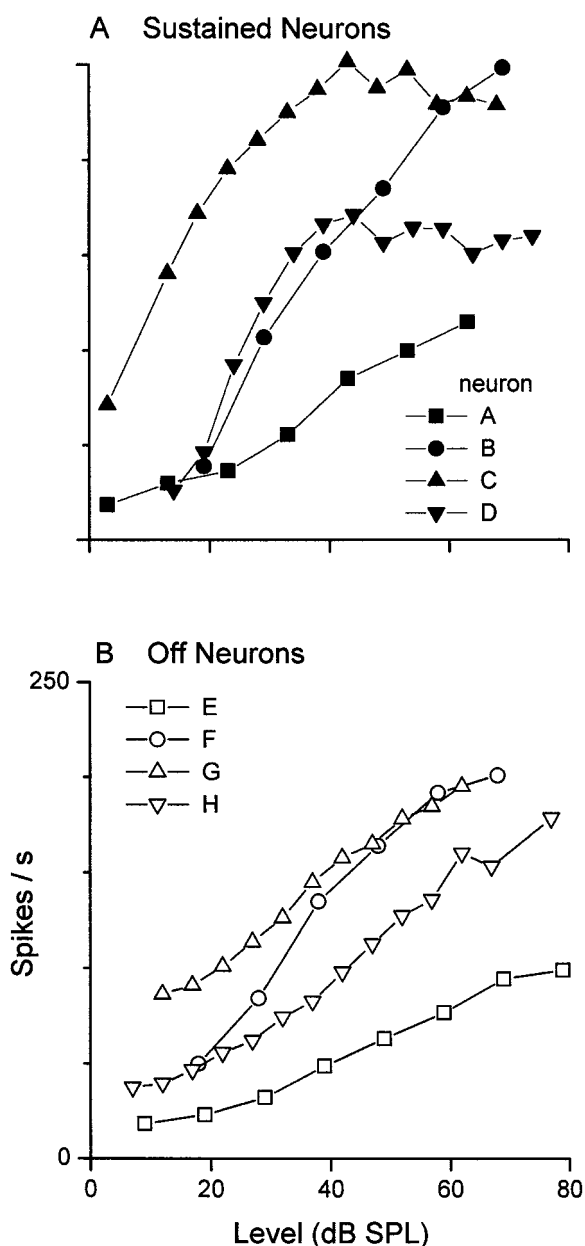 A Sustained Neurons
neuron
A
B
C
D
B Off Neurons
250
E
F
G
H
Spikes / s
0
0 20 40 60 80
Level (dB SPL)